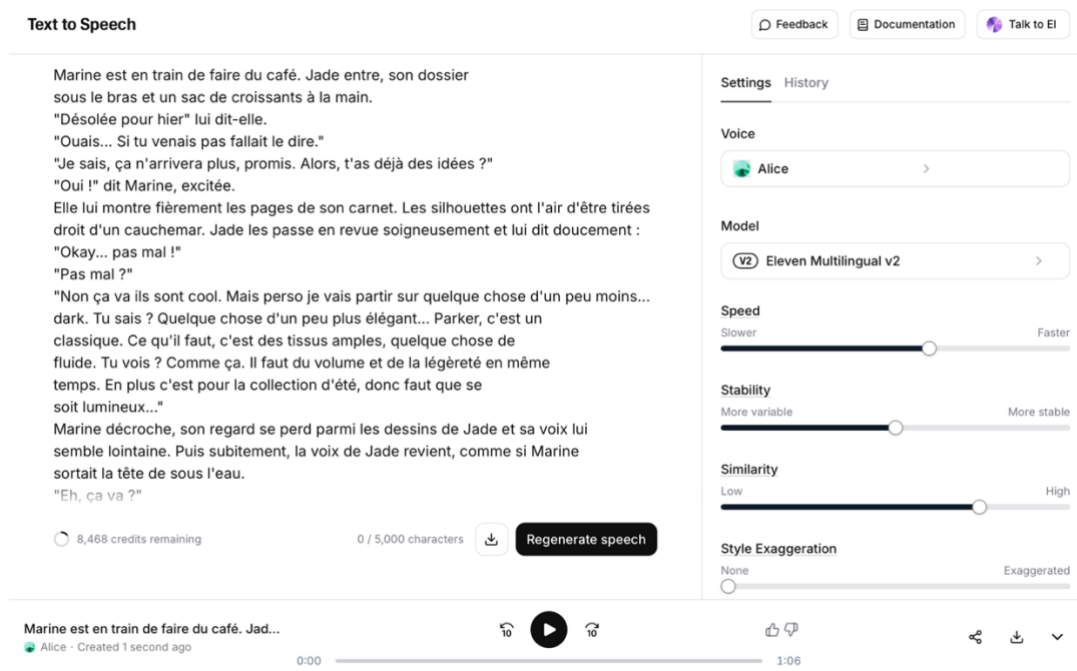 Text to Speech
Feedback
Documentation
Talk to El
Marine est en train de faire du café. Jade entre, son dossier
sous le bras et un sac de croissants à la main.
"Désolée pour hier" lui dit-elle.
"Ouais... Si tu venais pas fallait le dire."
"Je sais, ça n'arrivera plus, promis. Alors, t'as déjà des idées ?"
"Oui !" dit Marine, excitée.
Elle lui montre fièrement les pages de son carnet. Les silhouettes ont l'air d'être tirées
droit d'un cauchemar. Jade les passe en revue soigneusement et lui dit doucement :
"Okay... pas mal !"
"Pas mal ?"
"Non ça va ils sont cool. Mais perso je vais partir sur quelque chose d'un peu moins...
dark. Tu sais ? Quelque chose d'un peu plus élégant... Parker, c'est un
classique. Ce qu'il faut, c'est des tissus amples, quelque chose de
fluide. Tu vois ? Comme ça. Il faut du volume et de la légèreté en même
temps. En plus c'est pour la collection d'été, donc faut que se
soit lumineux..."
Marine décroche, son regard se perd parmi les dessins de Jade et sa voix lui
semble lointaine. Puis subitement, la voix de Jade revient, comme si Marine
sortait la tête de sous l'eau.
"Eh, ça va ?"
8,468 credits remaining
0 / 5,000 characters
Regenerate speech
Settings
History
Voice
Alice
Model
V2 Eleven Multilingual v2
Speed
Slower
Faster
Stability
More variable
More stable
Similarity
Low
High
Style Exaggeration
None
Exaggerated
Marine est en train de faire du café. Jad...
Alice · Created 1 second ago
10
10
0:00
1:06